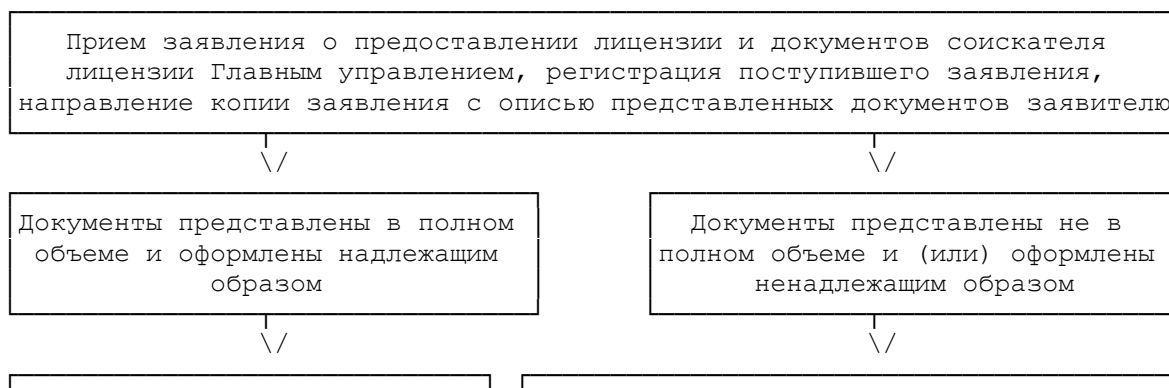 Прием заявления о предоставлении лицензии и документов соискателя
лицензии Главным управлением, регистрация поступившего заявления,
направление копии заявления с описью представленных документов заявителю
Документы представлены в полном
объеме и оформлены надлежащим
образом
Документы представлены не в
полном объеме и (или) оформлены
ненадлежащим образом